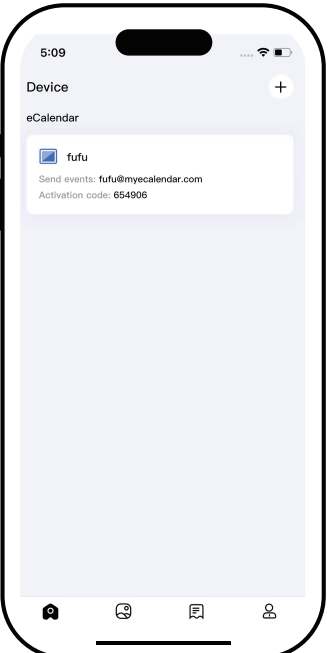 5:09
Device
eCalendar
fufu
Send events: fufu@myecalendar.com
Activation code: 654906